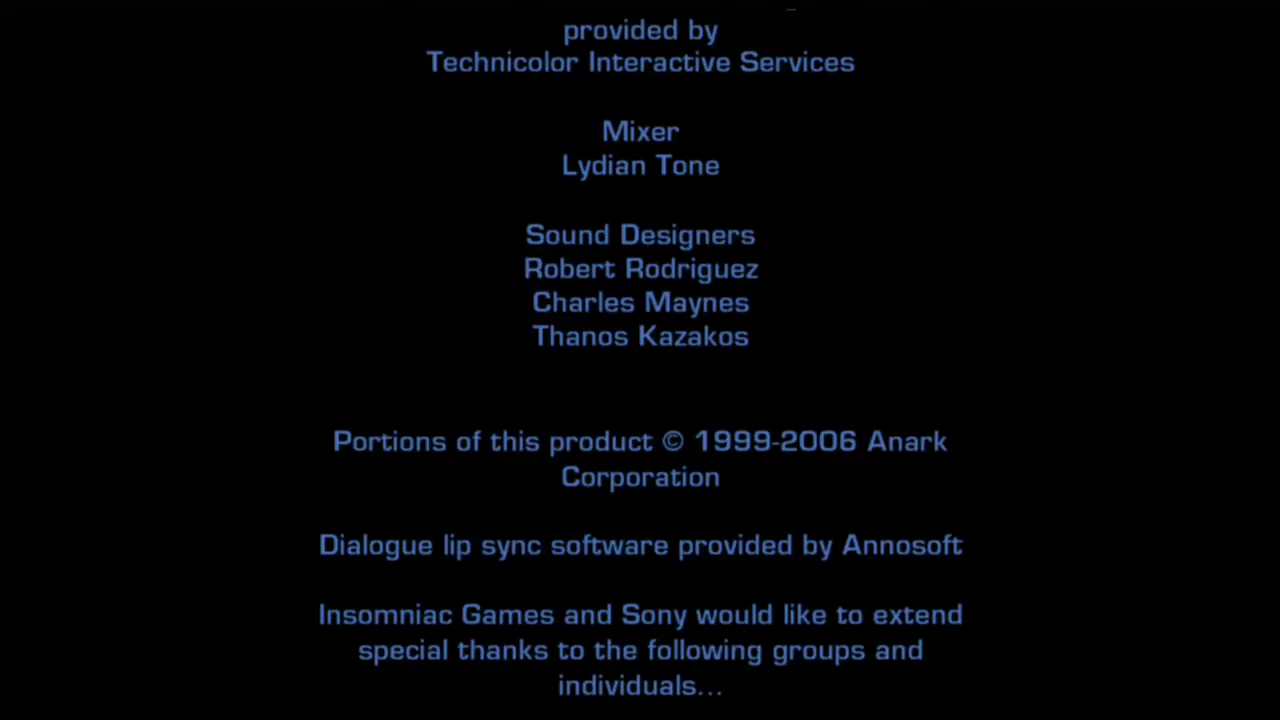 provided by
Technicolor Interactive Services
Mixer
Lydian Tone
Sound Designers
Robert Rodriguez
Charles Maynes
Thanos Kazakos
Portions of this product © 1999-2006 Anark
Corporation
Dialogue lip sync software provided by Annosoft
Insomniac Games and Sony would like to extend
special thanks to the following groups and
individuals...